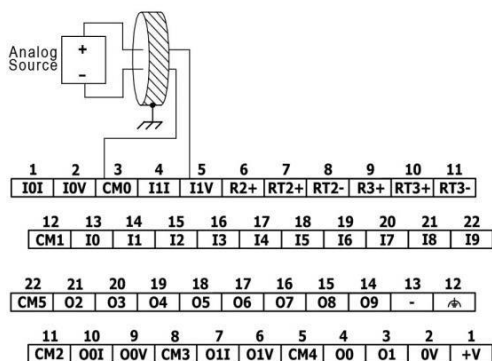 +
Analog
Source
-
1 2 3 4 5 6 7 8 9 10 11
I0I I0V CM0 I1I I1V R2+ RT2+ RT2- R3+ RT3+ RT3-
12 13 14 15 16 17 18 19 20 21 22
CM1 I0 I1 I2 I3 I4 I5 I6 I7 I8 I9
22 21 20 19 18 17 16 15 14 13 12
CM5 O2 O3 O4 O5 O6 O7 O8 O9 -
11 10 9 8 7 6 5 4 3 2 1
CM2 O0I O0V CM3 O1I O1V CM4 O0 O1 0V +V